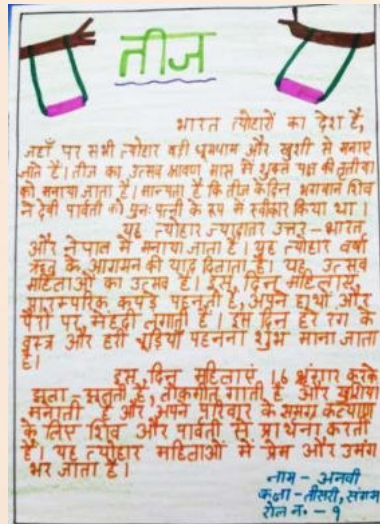 तीज
भारत त्योहारों का देश है,
जहाँ पर सभी त्योहार बड़ी धूमधाम और खुशी से मनाए
जाते हैं। तीज का उत्सव श्रावण मास में शुक्ल पक्ष की तृतीया
को मनाया जाता है। मान्यता है कि तीज के दिन भगवान शिव
ने देवी पार्वती को पुनः पत्नी के रूप में स्वीकार किया था।
यह त्योहार ज्यादातर उत्तर - भारत
और नेपाल में मनाया जाता है। यह त्योहार वर्षा
ऋतु के आगमन की याद दिलाता है। यह उत्सव
महिलाओं का उत्सव है। इस दिन महिलाएं
पारम्परिक कपड़े पहनती है, अपने हाथों और
पैरों पर मेहंदी लगाती हैं। इस दिन हरे रंग के
वस्त्र और हरी चूड़ियाँ पहनना शुभ माना जाता
है।
इस दिन महिलाएं 16 श्रृंगार करके
झूला - झूलती है, लोकगीत गाती हैं और खुशियां
मनाती है और अपने परिवार के समग्र कल्याण
के लिए शिव और पार्वती से प्राथना करती
हैं। यह त्योहार महिलाओं में प्रेम और उमंग
भर जाता है।
नाम - अनवी
कक्षा - तीसरी, संगम
रोल न. - 9